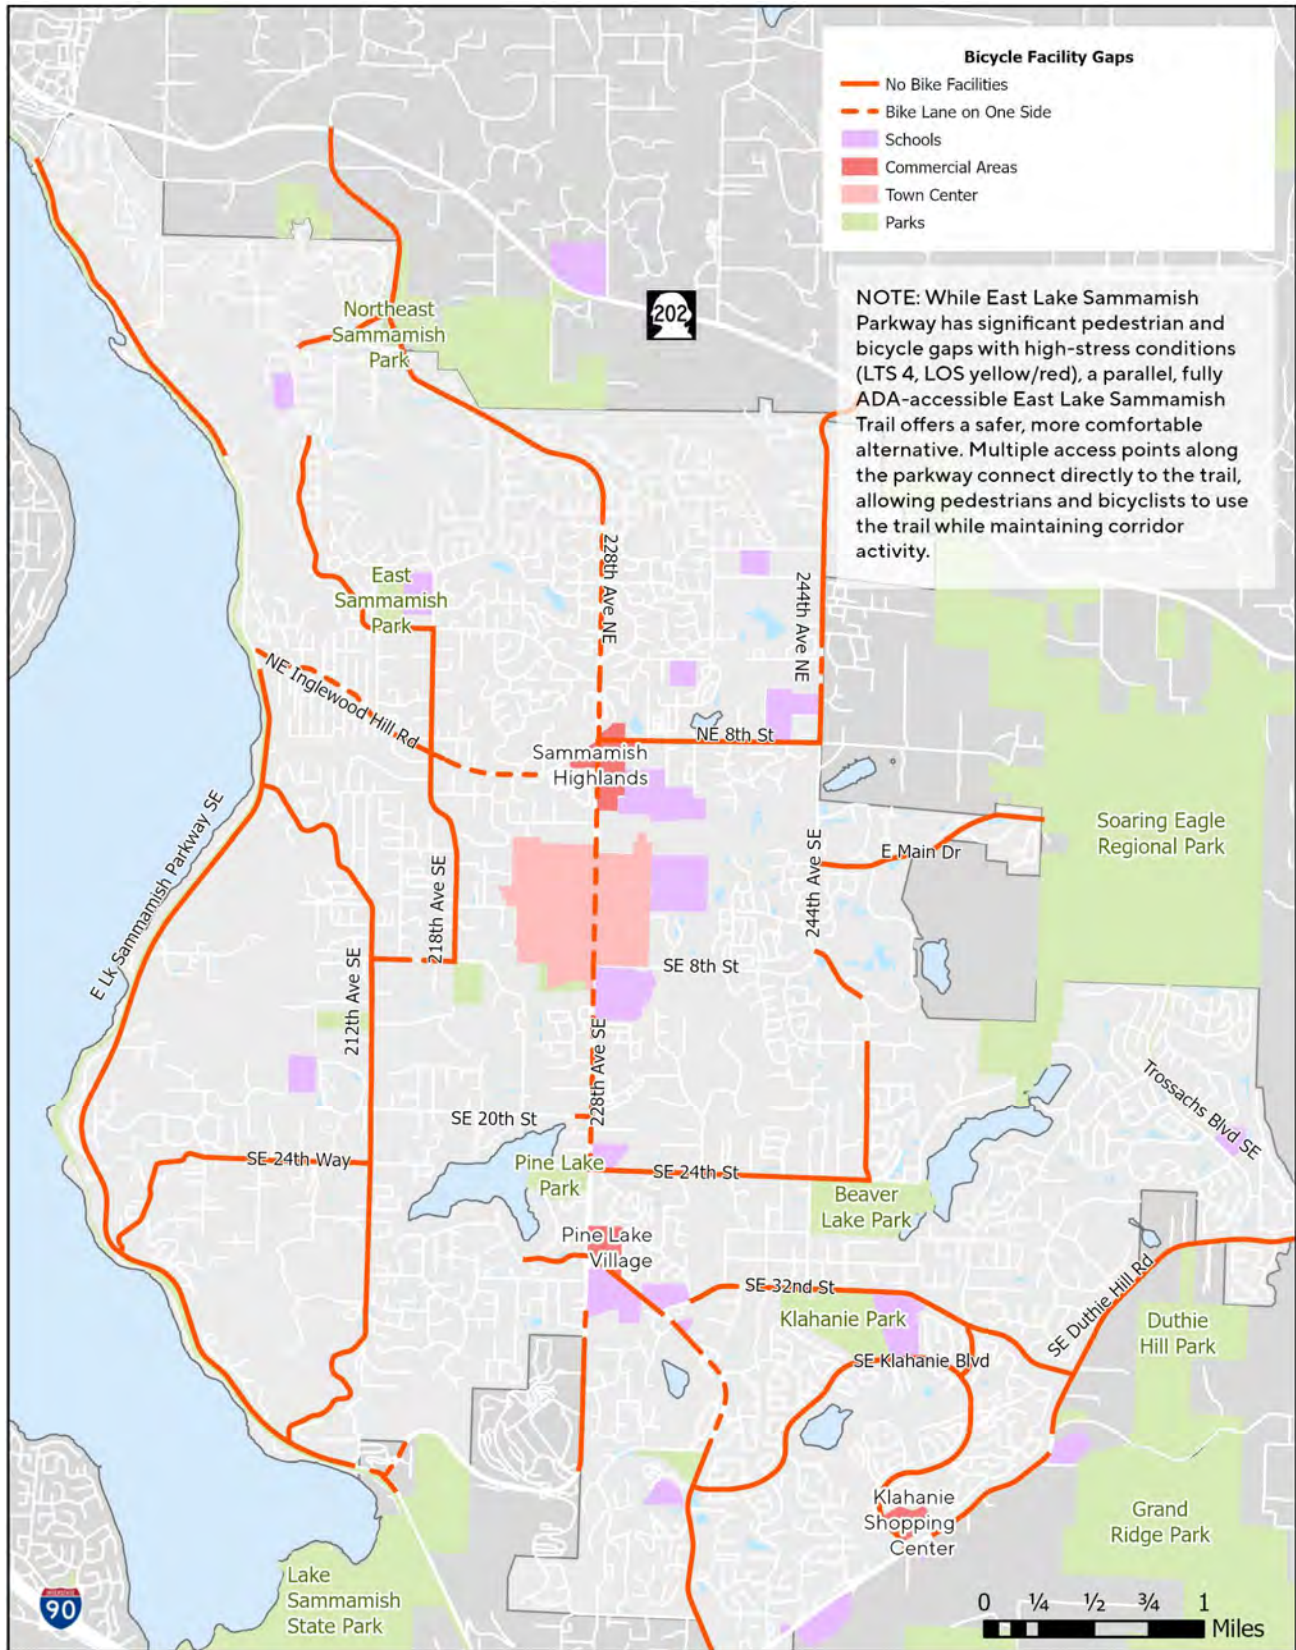 Bicycle Facility Gaps
No Bike Facilities
Bike Lane on One Side
Schools
Commercial Areas
Town Center
Parks
NOTE: While East Lake Sammamish
Parkway has significant pedestrian and
bicycle gaps with high-stress conditions
(LTS 4, LOS yellow/red), a parallel, fully
ADA-accessible East Lake Sammamish
Trail offers a safer, more comfortable
alternative. Multiple access points along
the parkway connect directly to the trail,
allowing pedestrians and bicyclists to use
the trail while maintaining corridor
activity.
202
Northeast
Sammamish
Park
228th Ave NE
244th Ave NE
East
Sammamish
Park
NE Inglewood Hill Rd
NE 8th St
Sammamish
Highlands
E Lk Sammamish Parkway SE
218th Ave SE
244th Ave SE
E Main Dr
Soaring Eagle
Regional Park
212th Ave SE
SE 8th St
228th Ave SE
SE 20th St
Trossachs Blvd SE
SE 24th Way
Pine Lake
Park
SE 24th St
Beaver
Lake Park
Pine Lake
Village
SE 32nd St
Klahanie Park
SE Duthie Hill Rd
Duthie
Hill Park
SE Klahanie Blvd
Klahanie
Shopping
Center
Grand
Ridge Park
Lake
Sammamish
State Park
INTERSTATE
90
0 ¼ ½ ¾ 1
Miles